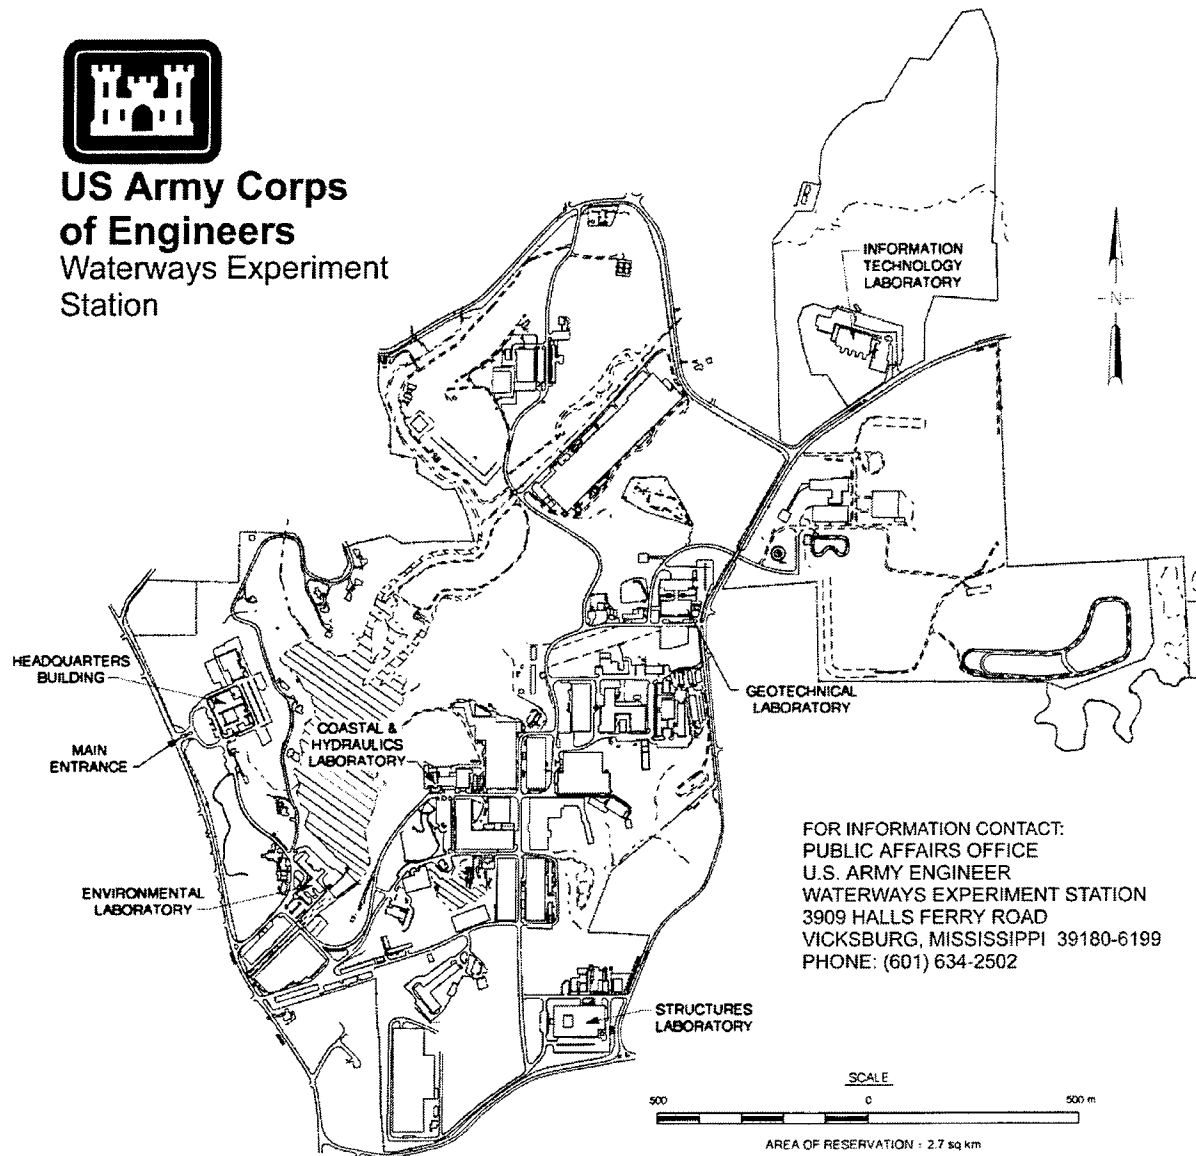 US Army Corps
of Engineers
Waterways Experiment
Station
INFORMATION
TECHNOLOGY
LABORATORY
-N-
HEADQUARTERS
BUILDING
MAIN
ENTRANCE
COASTAL &
HYDRAULICS
LABORATORY
GEOTECHNICAL
LABORATORY
ENVIRONMENTAL
LABORATORY
FOR INFORMATION CONTACT:
PUBLIC AFFAIRS OFFICE
U.S. ARMY ENGINEER
WATERWAYS EXPERIMENT STATION
3909 HALLS FERRY ROAD
VICKSBURG, MISSISSIPPI 39180-6199
PHONE: (601) 634-2502
STRUCTURES
LABORATORY
SCALE
500 0 500 m
AREA OF RESERVATION : 2.7 sq km